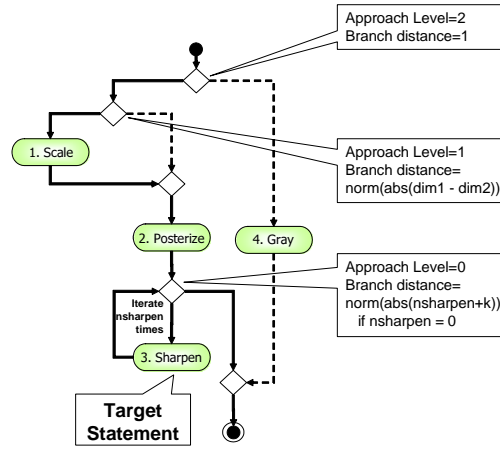 Approach Level=2
Branch distance=1
1. Scale
Approach Level=1
Branch distance=
norm(abs(dim1 - dim2))
2. Posterize
4. Gray
Approach Level=0
Branch distance=
norm(abs(nsharpen+k))
if nsharpen = 0
Iterate
nsharpen
times
3. Sharpen
Target
Statement